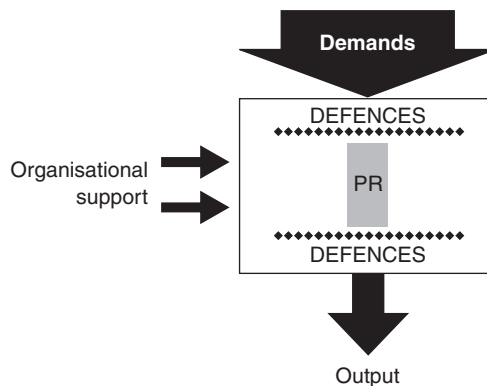 Demands
DEFENCES
Organisational
support
PR
DEFENCES
Output